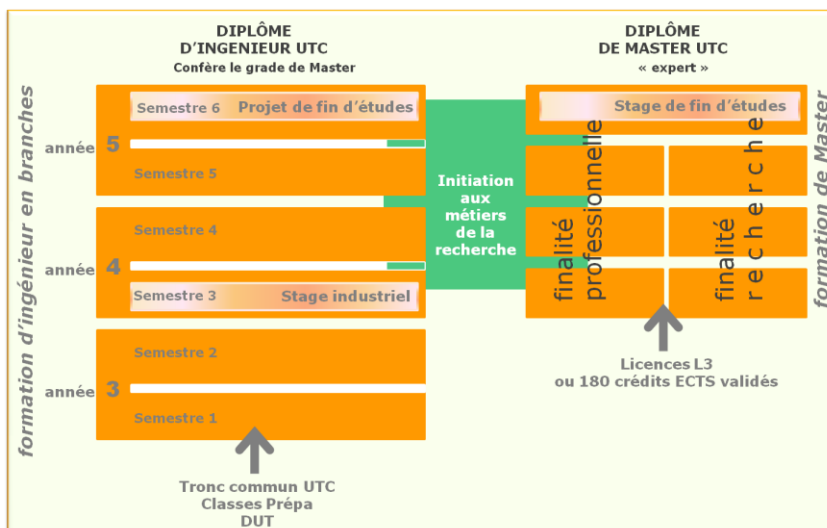 DIPLÔME
D'INGENIEUR UTC
Confère le grade de Master
DIPLÔME
DE MASTER UTC
« expert »
formation d'ingénieur en branches
année 5
Semestre 6 Projet de fin d'études
Semestre 5
année 4
Semestre 4
Semestre 3 Stage industriel
année 3
Semestre 2
Semestre 1
Tronc commun UTC
Classes Prépa
DUT
Initiation
aux
métiers
de la
recherche
Stage de fin d'études
finalité
professionnelle
finalité
recherche
formation de Master
Licences L3
ou 180 crédits ECTS validés